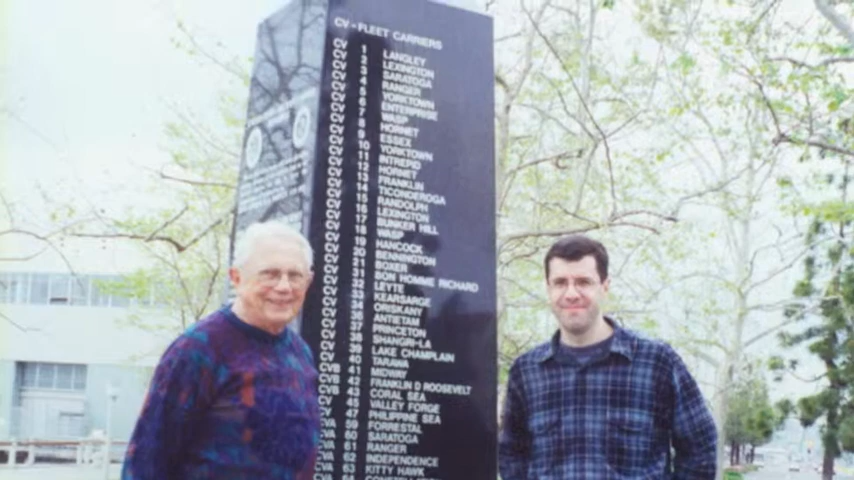 CV - FLEET CARRIERS
CV 1 LANGLEY
CV 2 LEXINGTON
CV 3 SARATOGA
CV 4 RANGER
CV 5 YORKTOWN
CV 6 ENTERPRISE
CV 7 WASP
CV 8 HORNET
CV 9 ESSEX
CV 10 YORKTOWN
CV 11 INTREPID
CV 12 HORNET
CV 13 FRANKLIN
CV 14 TICONDEROGA
CV 15 RANDOLPH
CV 16 LEXINGTON
CV 17 BUNKER HILL
CV 18 WASP
CV 19 HANCOCK
CV 20 BENNINGTON
CV 21 BOXER
CV 31 BON HOMME RICHARD
CV 32 LEYTE
CV 33 KEARSARGE
CV 34 ORISKANY
CV 36 ANTIETAM
CV 37 PRINCETON
CV 38 SHANGRI-LA
CV 39 LAKE CHAMPLAIN
CV 40 TARAWA
CVB 41 MIDWAY
CVB 42 FRANKLIN D ROOSEVELT
CVB 43 CORAL SEA
CV 45 VALLEY FORGE
CV 47 PHILIPPINE SEA
CVA 59 FORRESTAL
CVA 60 SARATOGA
CVA 61 RANGER
CVA 62 INDEPENDENCE
CVA 63 KITTY HAWK
CVA 64 CONSTELLATION